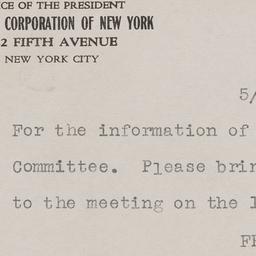 CE OF THE PRESIDENT
CORPORATION OF NEW YORK
2 FIFTH AVENUE
NEW YORK CITY
5/
For the information of
Committee. Please brin
to the meeting on the